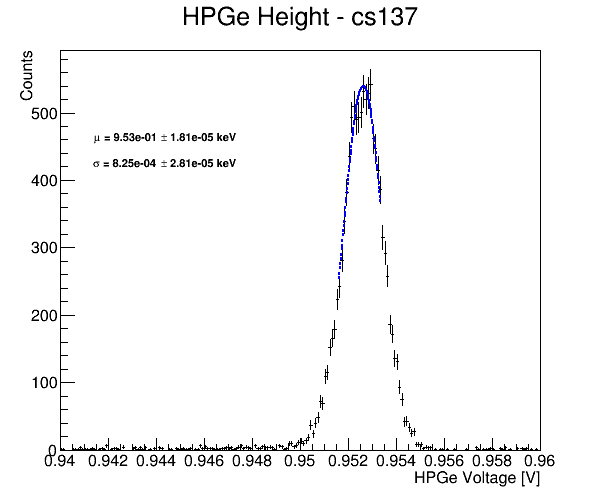 HPGe Height - cs137
Counts
500
400
300
200
100
0
μ = 9.53e-01 ± 1.81e-05 keV
σ = 8.25e-04 ± 2.81e-05 keV
0.94 0.942 0.944 0.946 0.948 0.95 0.952 0.954 0.956 0.958 0.96
HPGe Voltage [V]